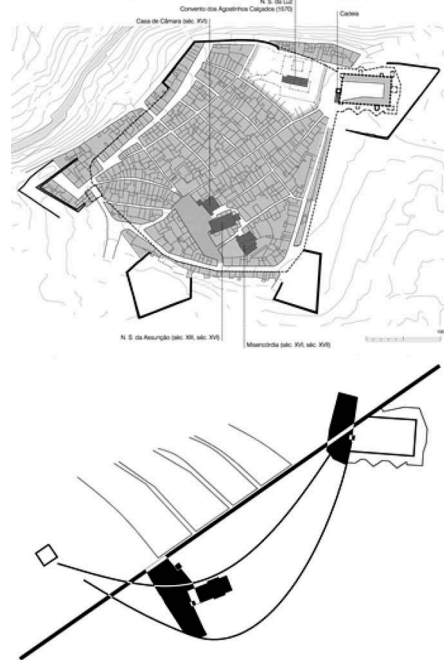 N. S. da Luz
Convento dos Agostinhos Calçados (1570)
Casa de Câmara (séc. XVI)
Cadeia
N. S. da Assunção (séc. XIII, séc. XVI)
Misericórdia (séc. XVI, séc. XVII)